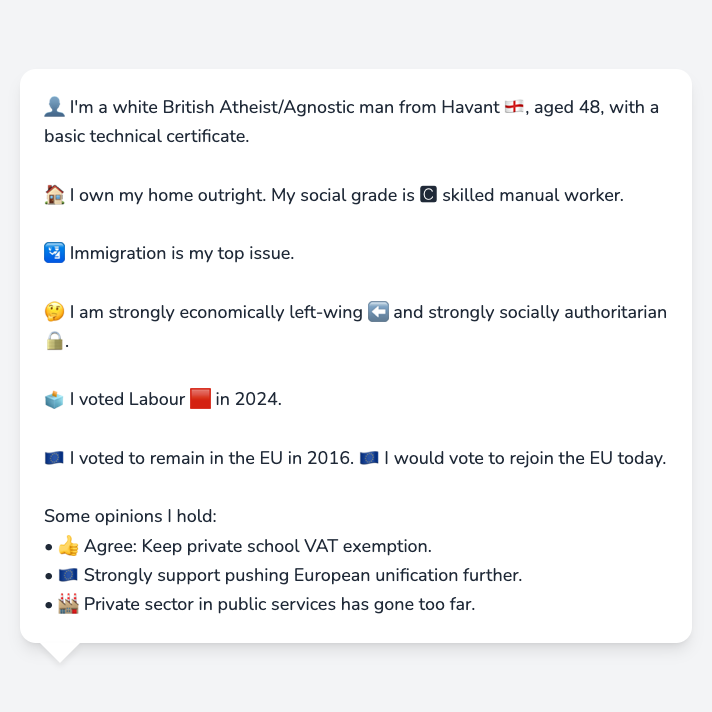 👤 I'm a white British Atheist/Agnostic man from Havant 🏴󠁧󠁢󠁥󠁮󠁧󠁿, aged 48, with a
basic technical certificate.
🏠 I own my home outright. My social grade is 🅲 skilled manual worker.
🛂 Immigration is my top issue.
🤔 I am strongly economically left-wing ⬅️ and strongly socially authoritarian
🔒.
🗳️ I voted Labour 🟥 in 2024.
🇪🇺 I voted to remain in the EU in 2016. 🇪🇺 I would vote to rejoin the EU today.
Some opinions I hold:
• 👍 Agree: Keep private school VAT exemption.
• 🇪🇺 Strongly support pushing European unification further.
• 🏭 Private sector in public services has gone too far.